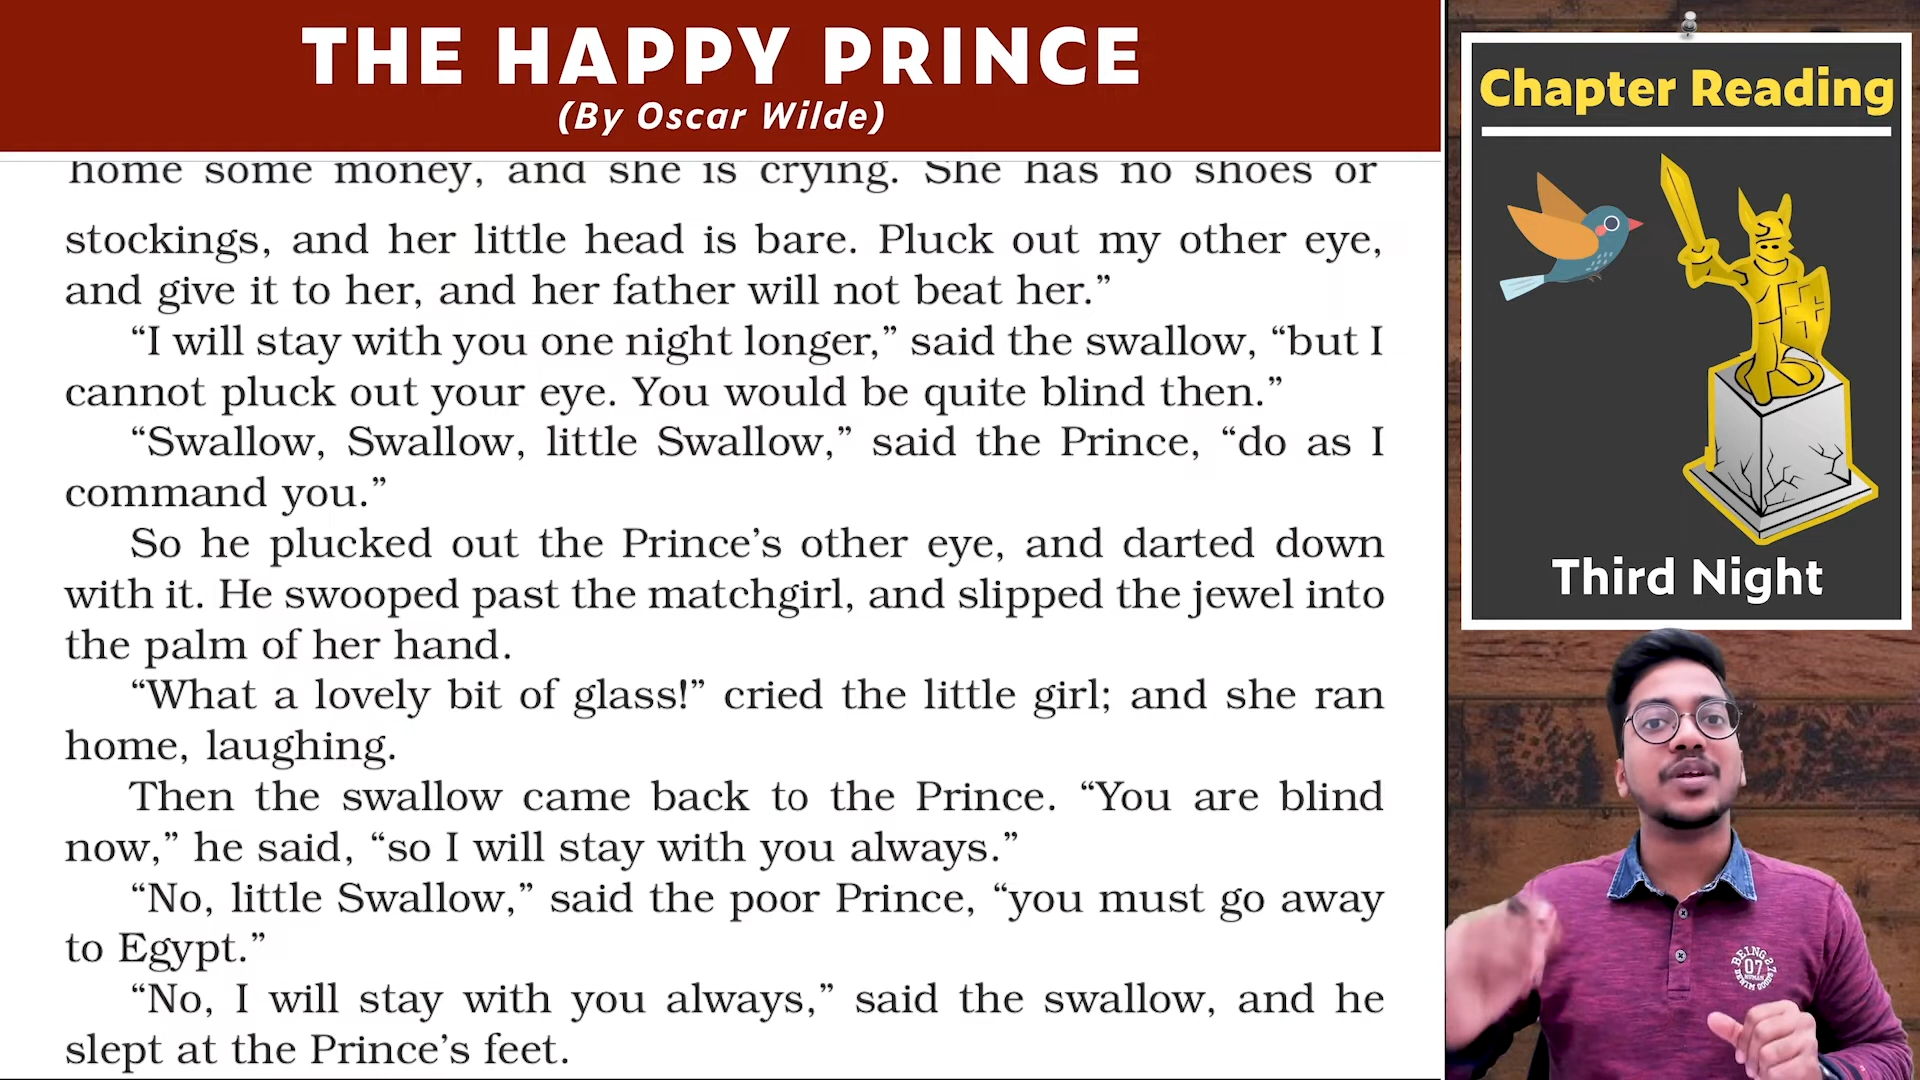 THE HAPPY PRINCE
(By Oscar Wilde)
home some money, and she is crying. She has no shoes or
stockings, and her little head is bare. Pluck out my other eye,
and give it to her, and her father will not beat her.”
“I will stay with you one night longer,” said the swallow, “but I
cannot pluck out your eye. You would be quite blind then.”
“Swallow, Swallow, little Swallow,” said the Prince, “do as I
command you.”
So he plucked out the Prince’s other eye, and darted down
with it. He swooped past the matchgirl, and slipped the jewel into
the palm of her hand.
“What a lovely bit of glass!” cried the little girl; and she ran
home, laughing.
Then the swallow came back to the Prince. “You are blind
now,” he said, “so I will stay with you always.”
“No, little Swallow,” said the poor Prince, “you must go away
to Egypt.”
“No, I will stay with you always,” said the swallow, and he
slept at the Prince’s feet.
Chapter Reading
Third Night
07